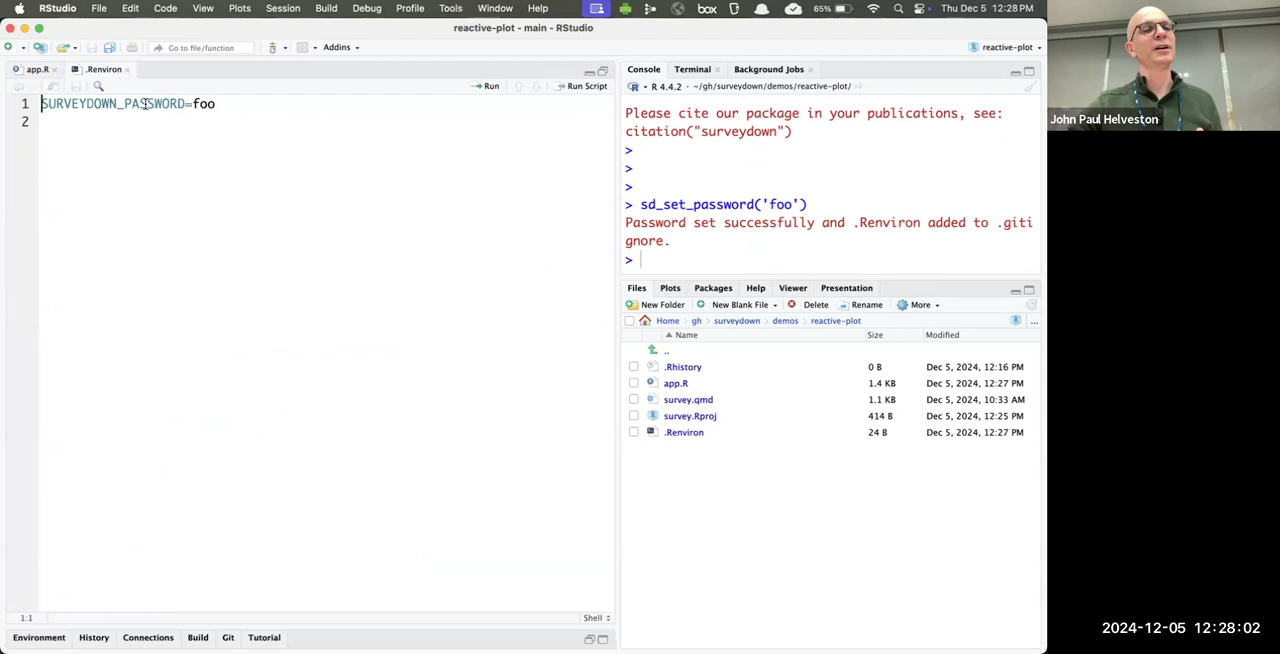 RStudio File Edit Code View Plots Session Build Debug Profile Tools Window Help box 65% Thu Dec 5 12:28 PM
reactive-plot - main - RStudio
Go to file/function Addins reactive-plot
app.R .Renviron
Run Run Script
1 SURVEYDOWN_PASSWORD=foo
2
1:1 Shell
Environment History Connections Build Git Tutorial
Console Terminal Background Jobs
R 4.4.2 · ~/gh/surveydown/demos/reactive-plot/
Please cite our package in your publications, see:
citation("surveydown")
>
>
>
> sd_set_password('foo')
Password set successfully and .Renviron added to .giti
gnore.
>
Files Plots Packages Help Viewer Presentation
New Folder New Blank File Delete Rename More
Home gh surveydown demos reactive-plot ...
Name Size Modified
..
.Rhistory 0 B Dec 5, 2024, 12:16 PM
app.R 1.4 KB Dec 5, 2024, 12:27 PM
survey.qmd 1.1 KB Dec 5, 2024, 10:33 AM
survey.Rproj 414 B Dec 5, 2024, 12:25 PM
.Renviron 24 B Dec 5, 2024, 12:27 PM
John Paul Helveston
2024-12-05 12:28:02